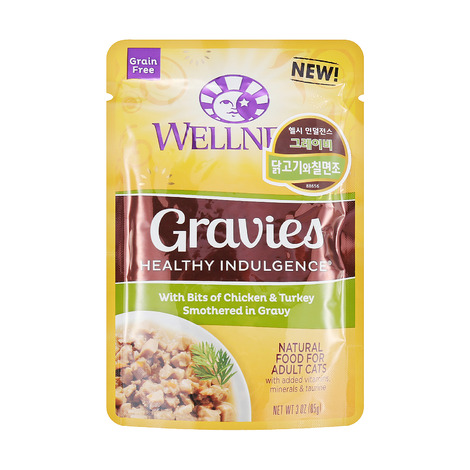 Grain
Free
NEW!
헬시 인덜전스
그레이비
닭고기와칠면조
88656
Gravies
HEALTHY INDULGENCE®
With Bits of Chicken & Turkey
Smothered in Gravy
NATURAL
FOOD FOR
ADULT CATS
with added vitamins
minerals & taurine
NET WT 3 OZ (85g)